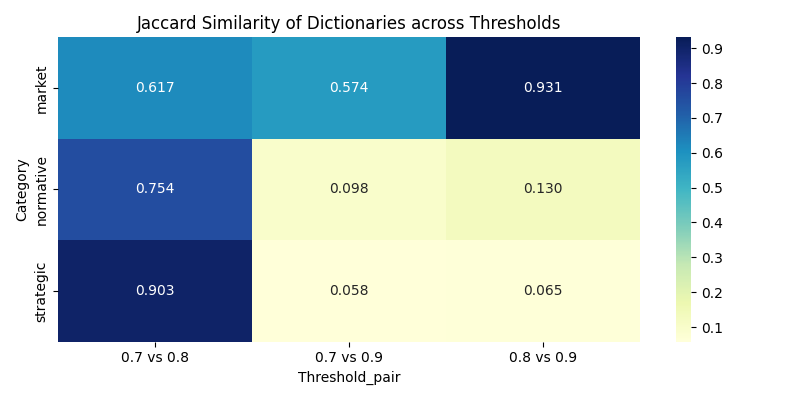 Jaccard Similarity of Dictionaries across Thresholds
Category
market
0.617 0.574 0.931
normative
0.754 0.098 0.130
strategic
0.903 0.058 0.065
0.7 vs 0.8 0.7 vs 0.9 0.8 vs 0.9
Threshold_pair
0.9
0.8
0.7
0.6
0.5
0.4
0.3
0.2
0.1